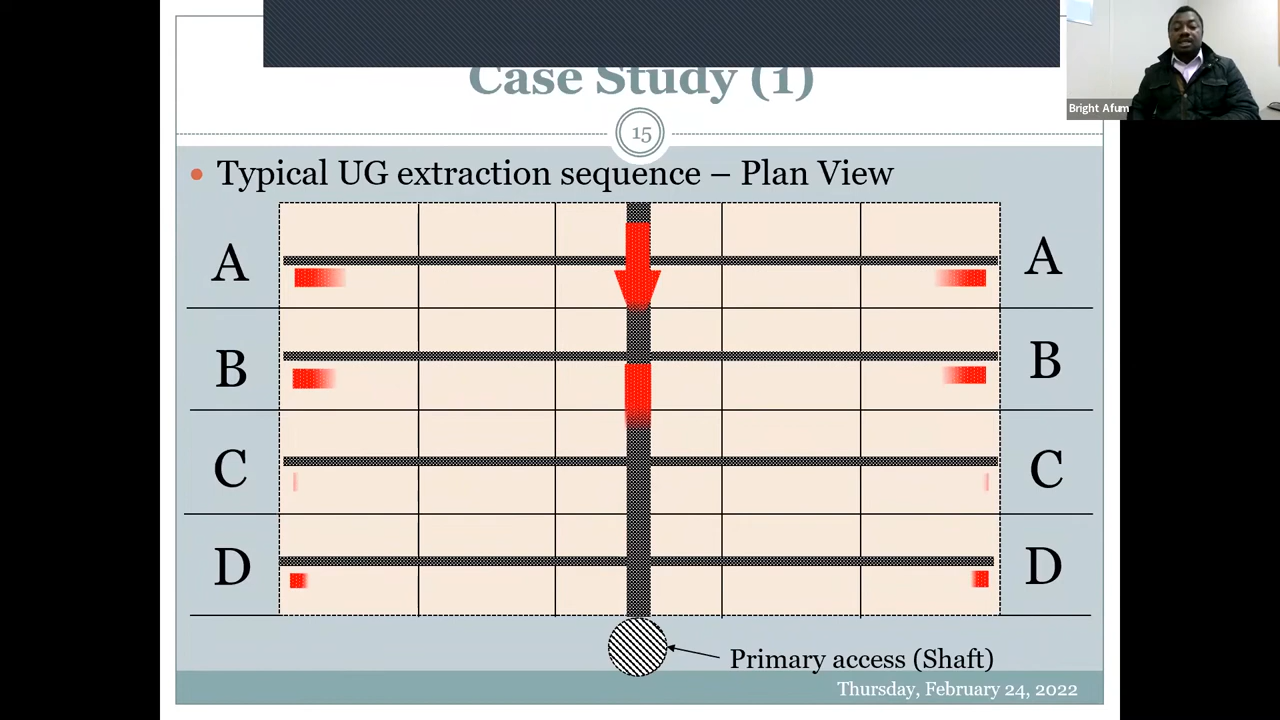 Case Study (1)
Bright Afum
15
Typical UG extraction sequence – Plan View
A
A
B
B
C
C
D
D
Primary access (Shaft)
Thursday, February 24, 2022